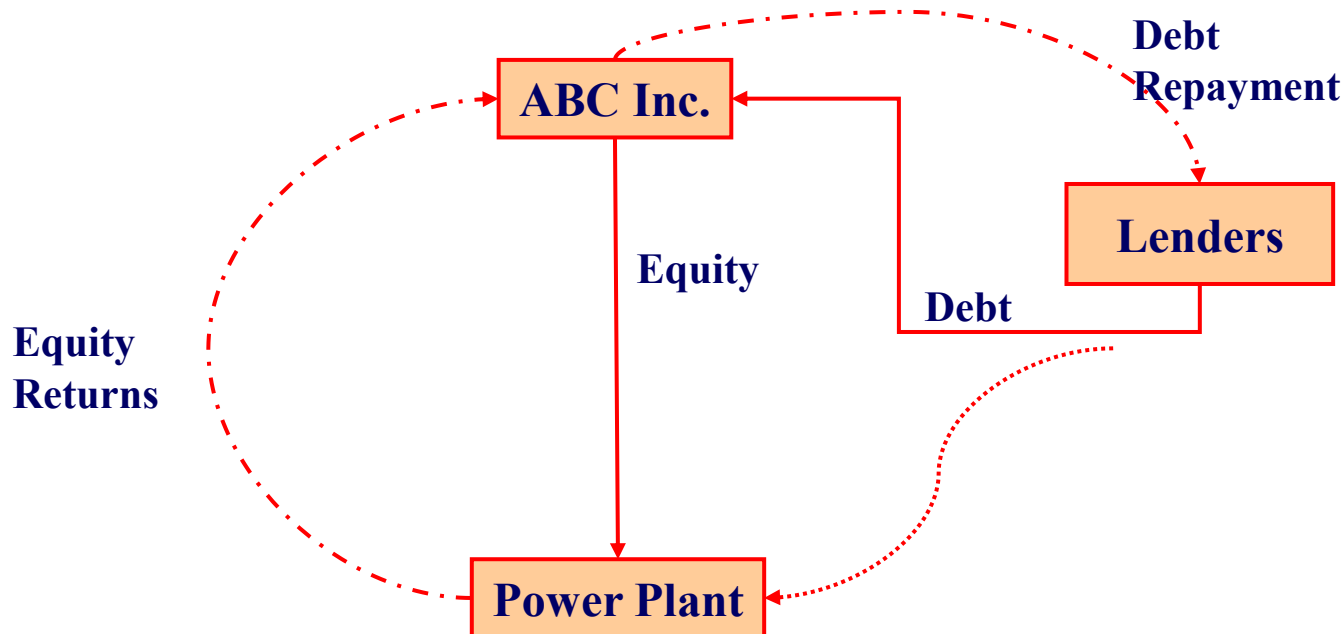 Debt
Repayment
ABC Inc.
Lenders
Equity
Debt
Equity
Returns
Power Plant